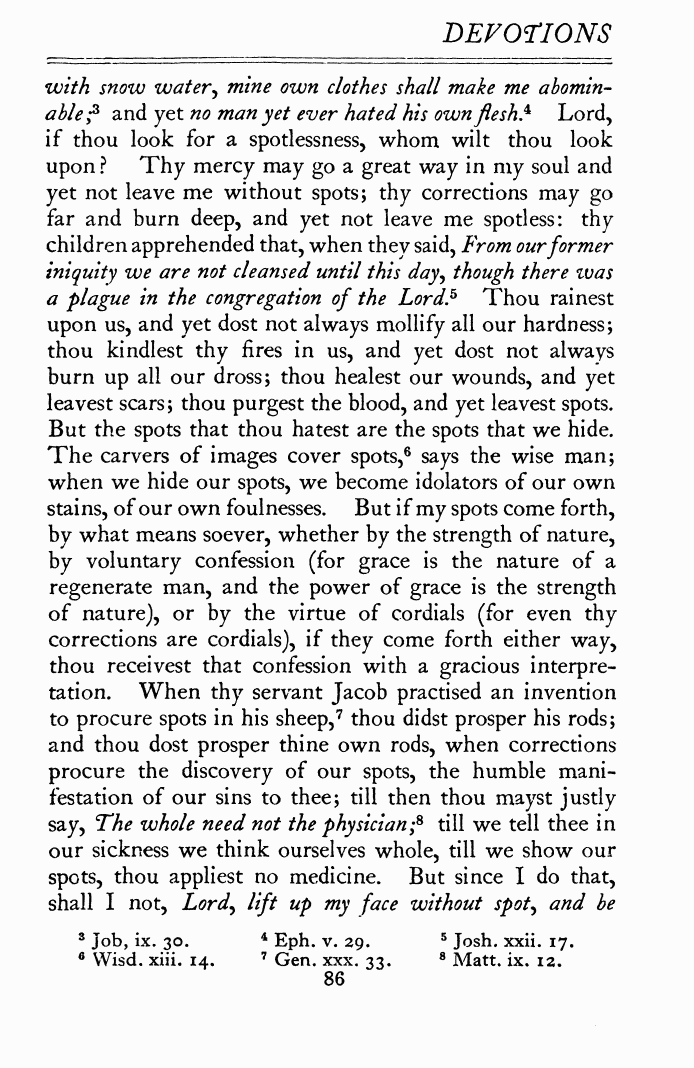 DEVOTIONS
with snow water, mine own clothes shall make me abomin-
able;³ and yet no man yet ever hated his own flesh.⁴ Lord,
if thou look for a spotlessness, whom wilt thou look
upon? Thy mercy may go a great way in my soul and
yet not leave me without spots; thy corrections may go
far and burn deep, and yet not leave me spotless: thy
children apprehended that, when they said, From our former
iniquity we are not cleansed until this day, though there was
a plague in the congregation of the Lord.⁵ Thou rainest
upon us, and yet dost not always mollify all our hardness;
thou kindlest thy fires in us, and yet dost not always
burn up all our dross; thou healest our wounds, and yet
leavest scars; thou purgest the blood, and yet leavest spots.
But the spots that thou hatest are the spots that we hide.
The carvers of images cover spots,⁶ says the wise man;
when we hide our spots, we become idolators of our own
stains, of our own foulnesses. But if my spots come forth,
by what means soever, whether by the strength of nature,
by voluntary confession (for grace is the nature of a
regenerate man, and the power of grace is the strength
of nature), or by the virtue of cordials (for even thy
corrections are cordials), if they come forth either way,
thou receivest that confession with a gracious interpre-
tation. When thy servant Jacob practised an invention
to procure spots in his sheep,⁷ thou didst prosper his rods;
and thou dost prosper thine own rods, when corrections
procure the discovery of our spots, the humble mani-
festation of our sins to thee; till then thou mayst justly
say, The whole need not the physician;⁸ till we tell thee in
our sickness we think ourselves whole, till we show our
spots, thou appliest no medicine. But since I do that,
shall I not, Lord, lift up my face without spot, and be
³ Job, ix. 30. ⁴ Eph. v. 29. ⁵ Josh. xxii. 17.
⁶ Wisd. xiii. 14. ⁷ Gen. xxx. 33. ⁸ Matt. ix. 12.
86